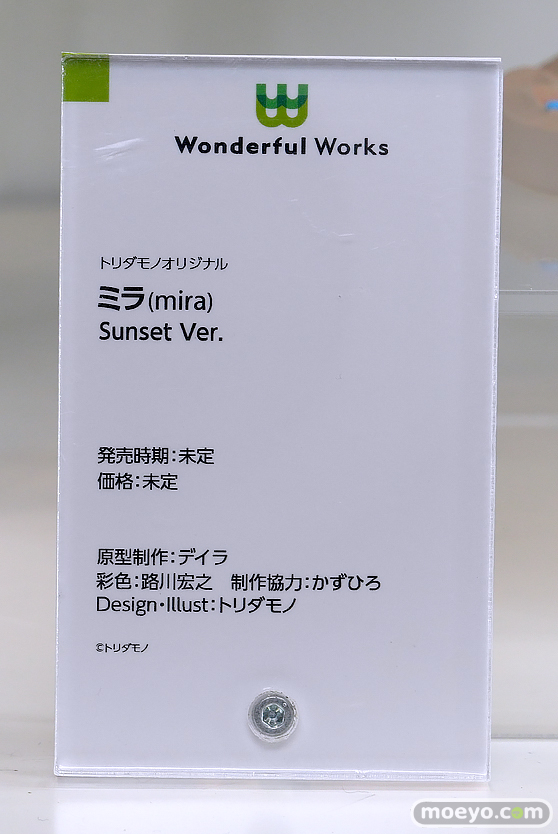 Wonderful Works
トリダモノオリジナル
ミラ(mira)
Sunset Ver.
発売時期:未定
価格:未定
原型制作:デイラ
彩色:路川宏之 制作協力:かずひろ
Design・Illust:トリダモノ
©トリダモノ
moeyo.com